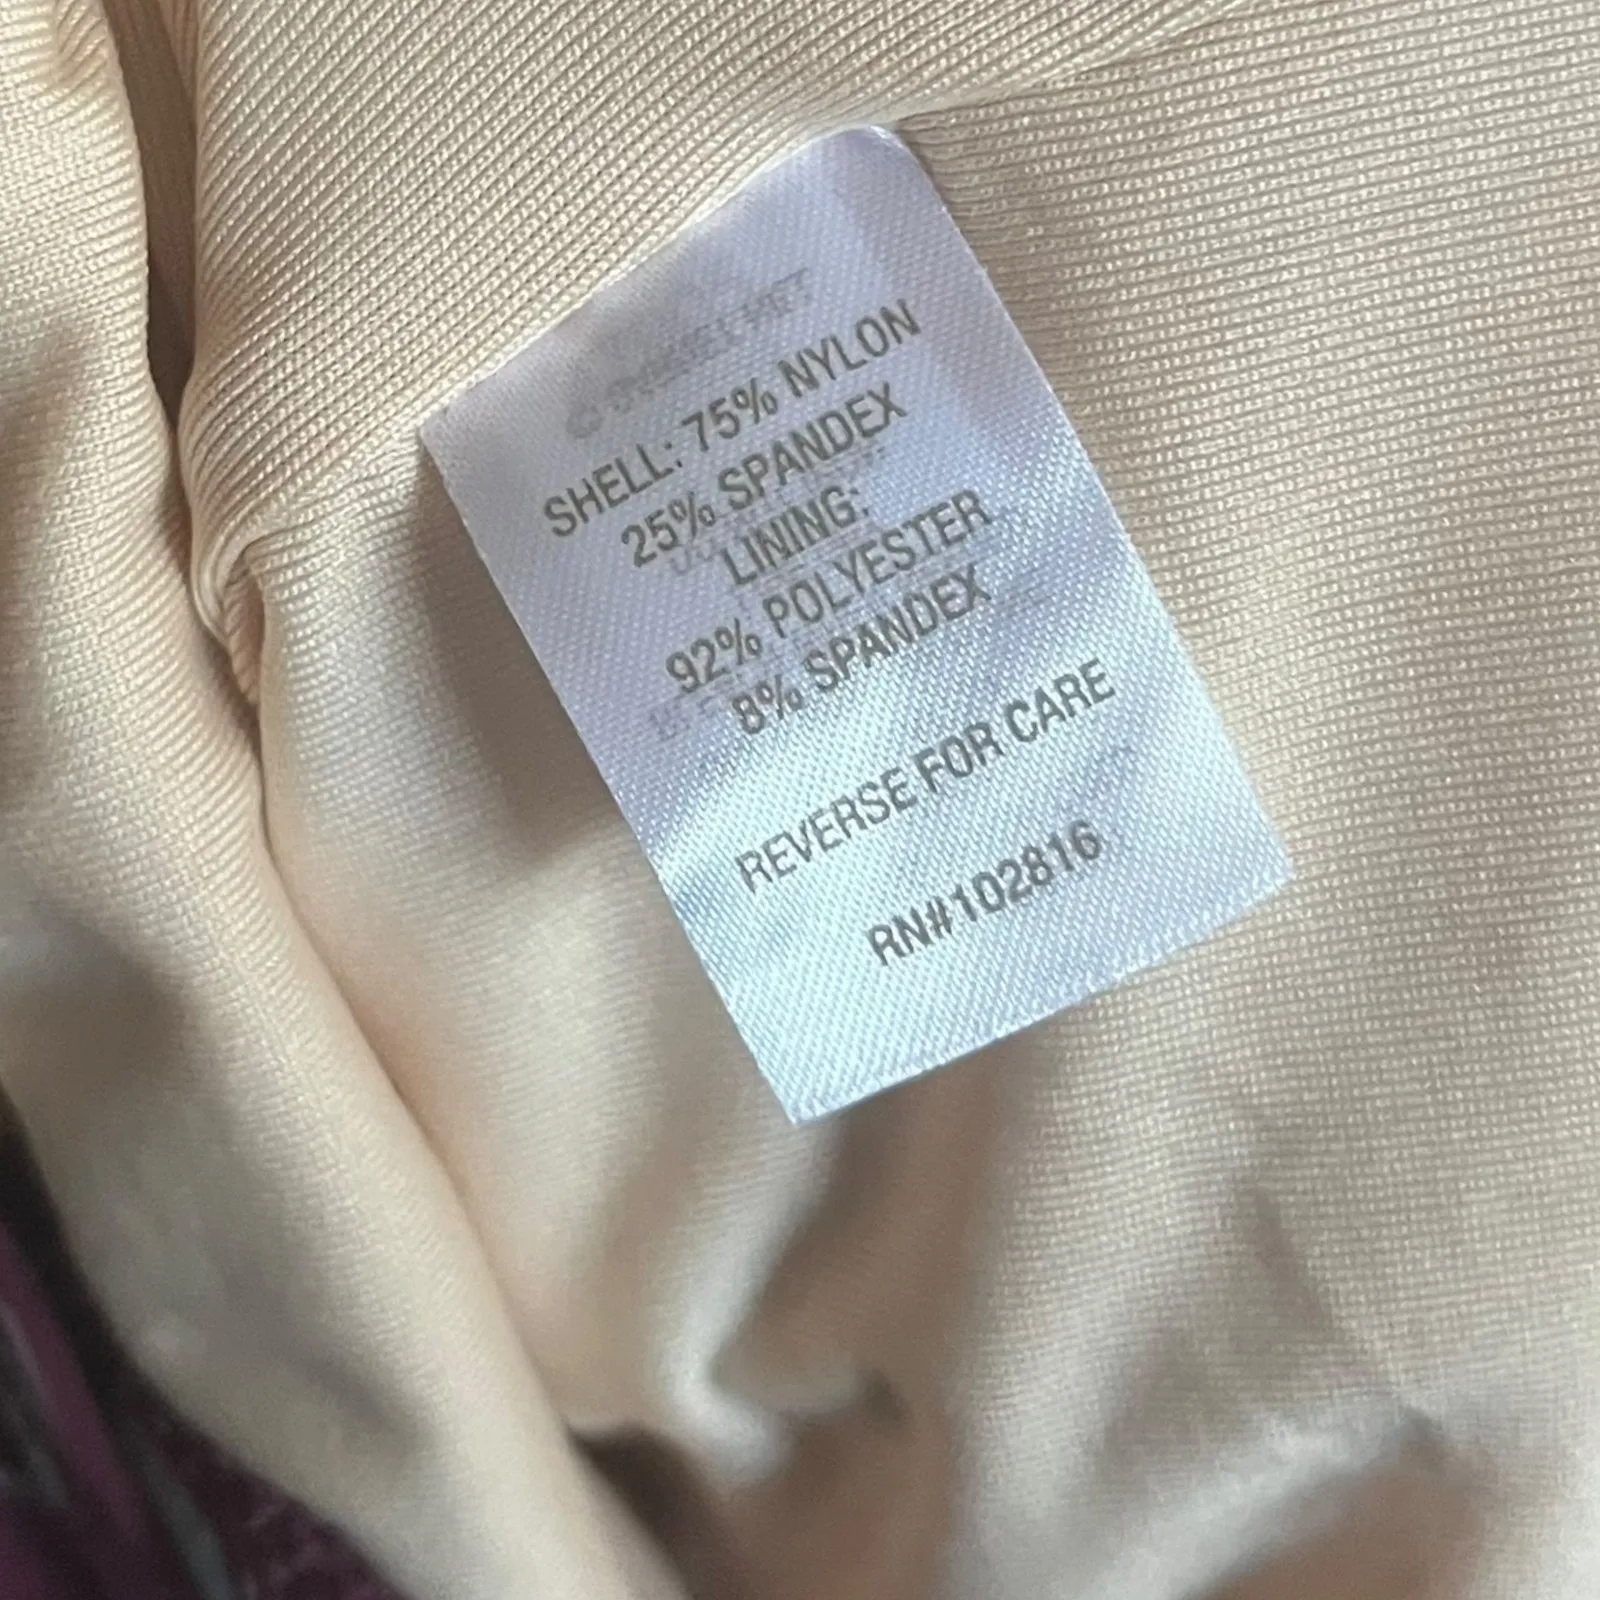 SHELL: 75% NYLON
25% SPANDEX
LINING:
92% POLYESTER
8% SPANDEX
REVERSE FOR CARE
RN#102816